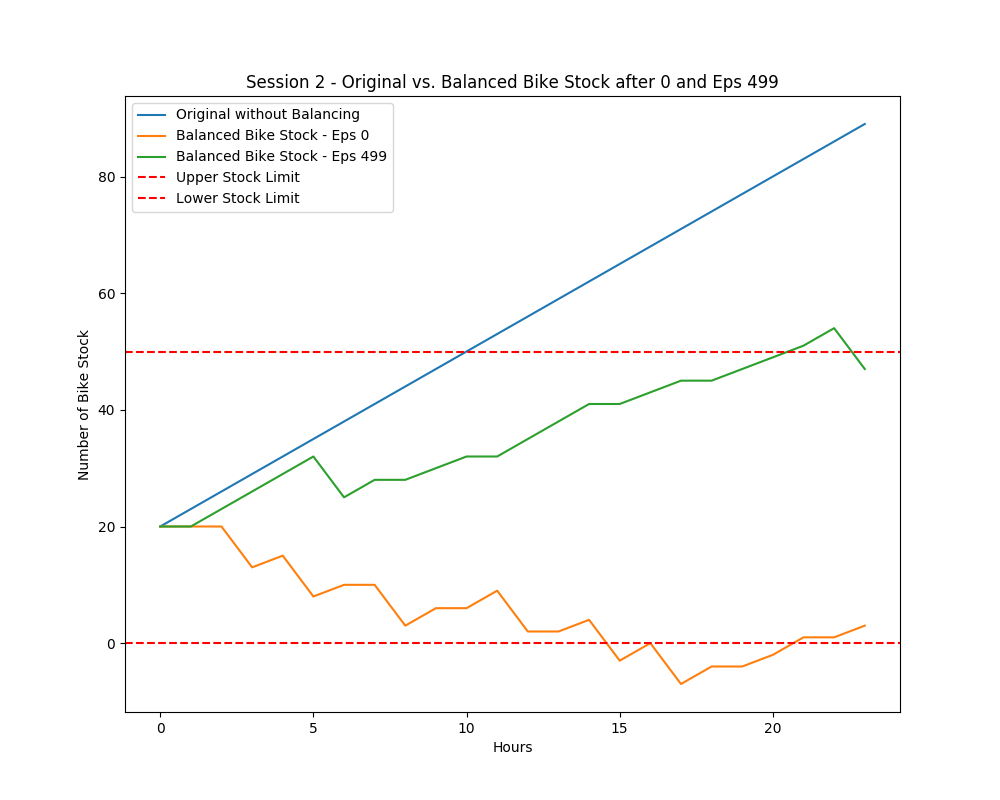 Session 2 - Original vs. Balanced Bike Stock after 0 and Eps 499
Original without Balancing
Balanced Bike Stock - Eps 0
Balanced Bike Stock - Eps 499
Upper Stock Limit
Lower Stock Limit
Number of Bike Stock
80
60
40
20
0
0 5 10 15 20
Hours